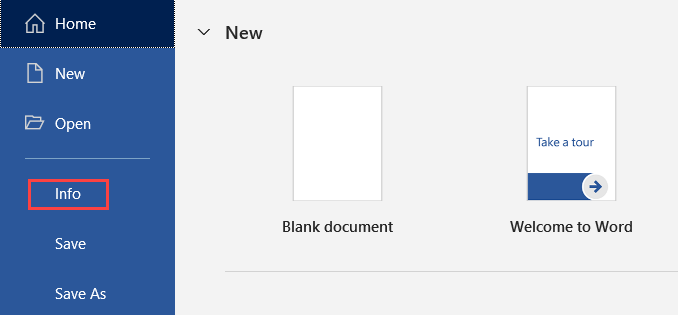 Home
New
Open
Info
Save
Save As
New
Take a tour
Blank document
Welcome to Word